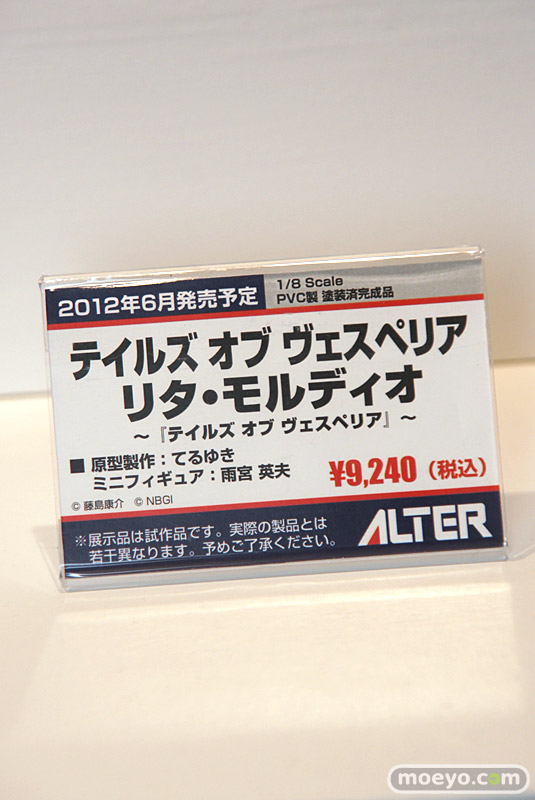 2012年6月発売予定
1/8 Scale
PVC製 塗装済完成品
テイルズ オブ ヴェスペリア
リタ・モルディオ
～『テイルズ オブ ヴェスペリア』～
■ 原型製作：てるゆき
ミニフィギュア：雨宮 英夫
¥9,240（税込）
© 藤島康介 © NBGI
※展示品は試作品です。実際の製品とは
若干異なります。予めご了承ください。
ALTER
moeyo.com